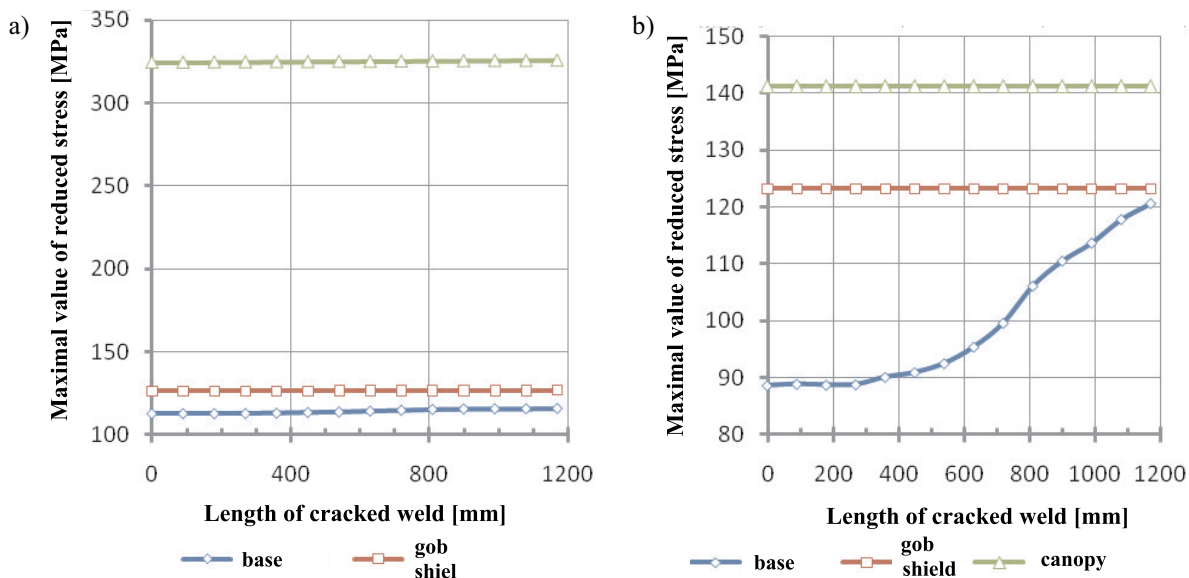 a)
Maximal value of reduced stress [MPa]
350
300
250
200
150
100
0
400
800
1200
Length of cracked weld [mm]
base
gob
shiel
b)
Maximal value of reduced stress [MPa]
150
140
130
120
110
100
90
80
0
200
400
600
800
1000
1200
Length of cracked weld [mm]
base
gob
shield
canopy